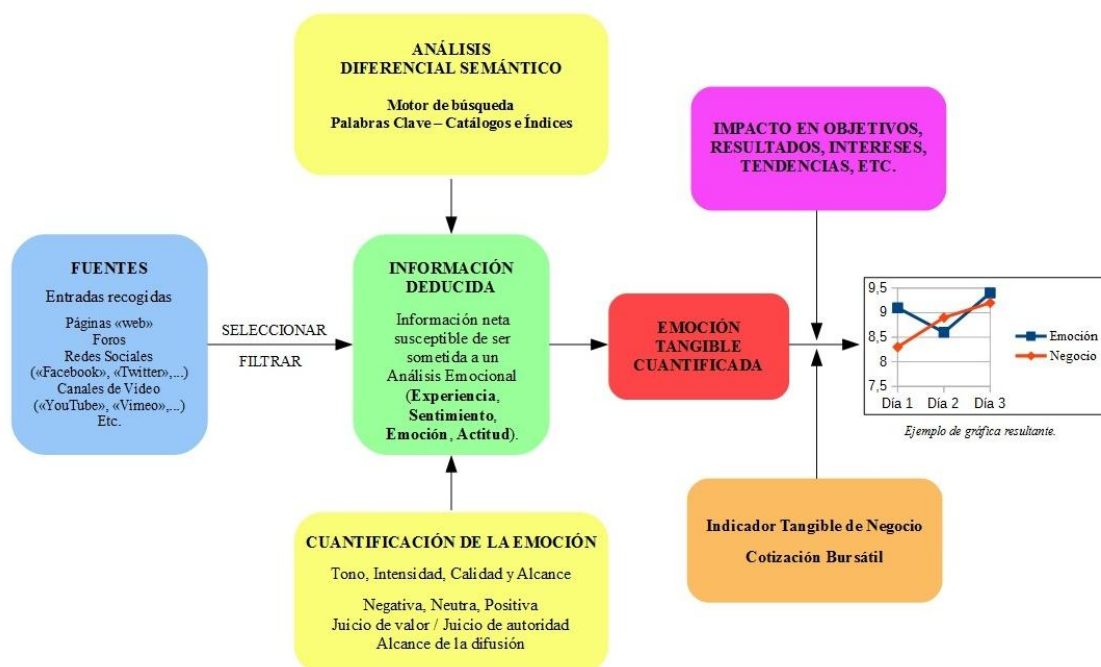 ANÁLISIS
DIFERENCIAL SEMÁNTICO
Motor de búsqueda
Palabras Clave – Catálogos e Índices
IMPACTO EN OBJETIVOS,
RESULTADOS, INTERESES,
TENDENCIAS, ETC.
FUENTES
Entradas recogidas
Páginas «web»
Foros
Redes Sociales
(«Facebook», «Twitter»,...)
Canales de Vídeo
(«YouTube», «Vimeo»,...)
Etc.
SELECCIONAR
FILTRAR
INFORMACIÓN
DEDUCIDA
Información neta
susceptible de ser
sometida a un
Análisis Emocional
(Experiencia,
Sentimiento,
Emoción, Actitud).
EMOCIÓN
TANGIBLE
CUANTIFICADA
9,5
9
8,5
8
7,5
Día 1 Día 2 Día 3
Emoción
Negocio
Ejemplo de gráfica resultante.
CUANTIFICACIÓN DE LA EMOCIÓN
Tono, Intensidad, Calidad y Alcance
Negativa, Neutra, Positiva
Juicio de valor / Juicio de autoridad
Alcance de la difusión
Indicador Tangible de Negocio
Cotización Bursátil